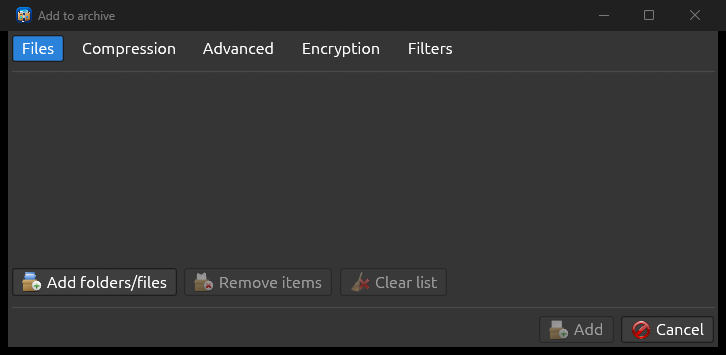 Add to archive
Files Compression Advanced Encryption Filters
Add folders/files Remove items Clear list
Add Cancel